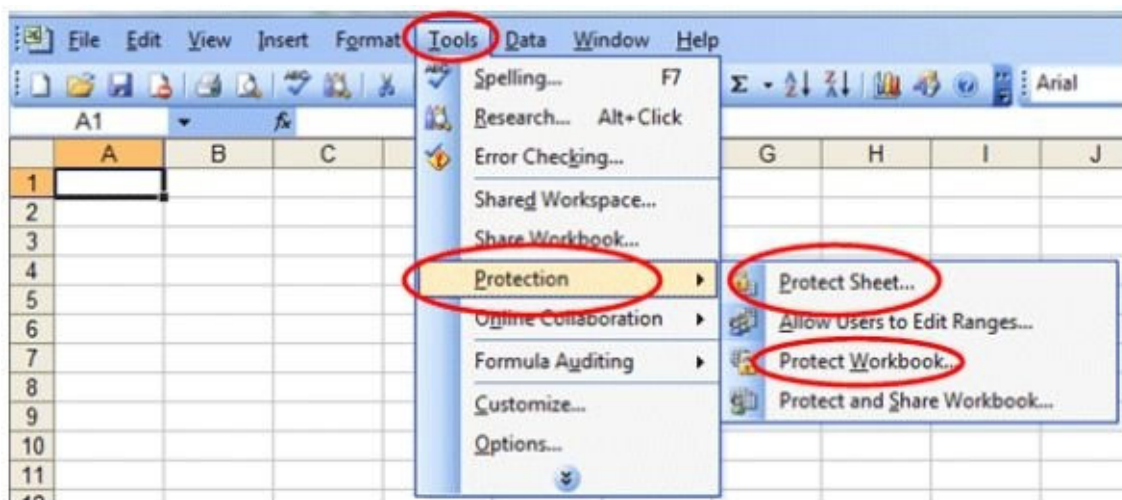 File Edit View Insert Format Tools Data Window Help
Spelling... F7
Σ Arial
A1 fx
Research... Alt+Click
A B C G H I J
Error Checking...
1
2
3
4
5
6
7
8
9
10
11
Shared Workspace...
Share Workbook...
Protection
Online Collaboration
Formula Auditing
Customize...
Options...
Protect Sheet...
Allow Users to Edit Ranges...
Protect Workbook...
Protect and Share Workbook...